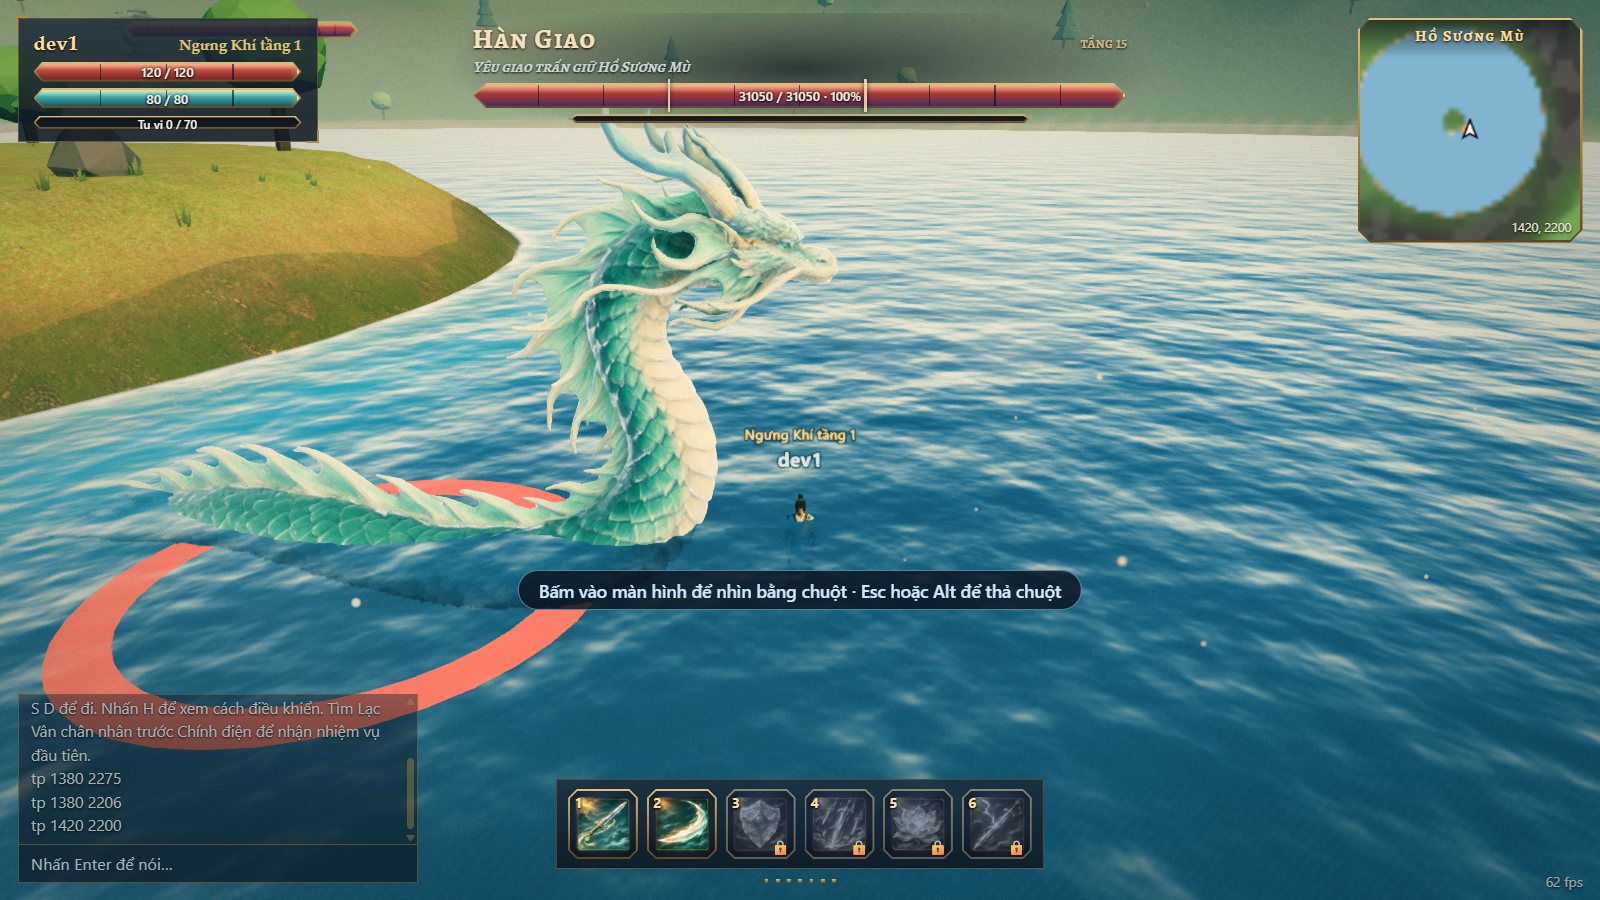 dev1
Ngưng Khí tầng 1
120 / 120
80 / 80
Tu vi 0 / 70
Hàn Giao
TẦNG 15
Yêu giao trấn giữ Hồ Sương Mù
31050 / 31050 · 100%
Hồ Sương Mù
1420, 2200
Ngưng Khí tầng 1
dev1
Bấm vào màn hình để nhìn bằng chuột · Esc hoặc Alt để thả chuột
S D để đi. Nhấn H để xem cách điều khiển. Tìm Lạc
Vân chân nhân trước Chính điện để nhận nhiệm vụ
đầu tiên.
tp 1380 2275
tp 1380 2206
tp 1420 2200
Nhấn Enter để nói...
1
2
3
4
5
6
62 fps